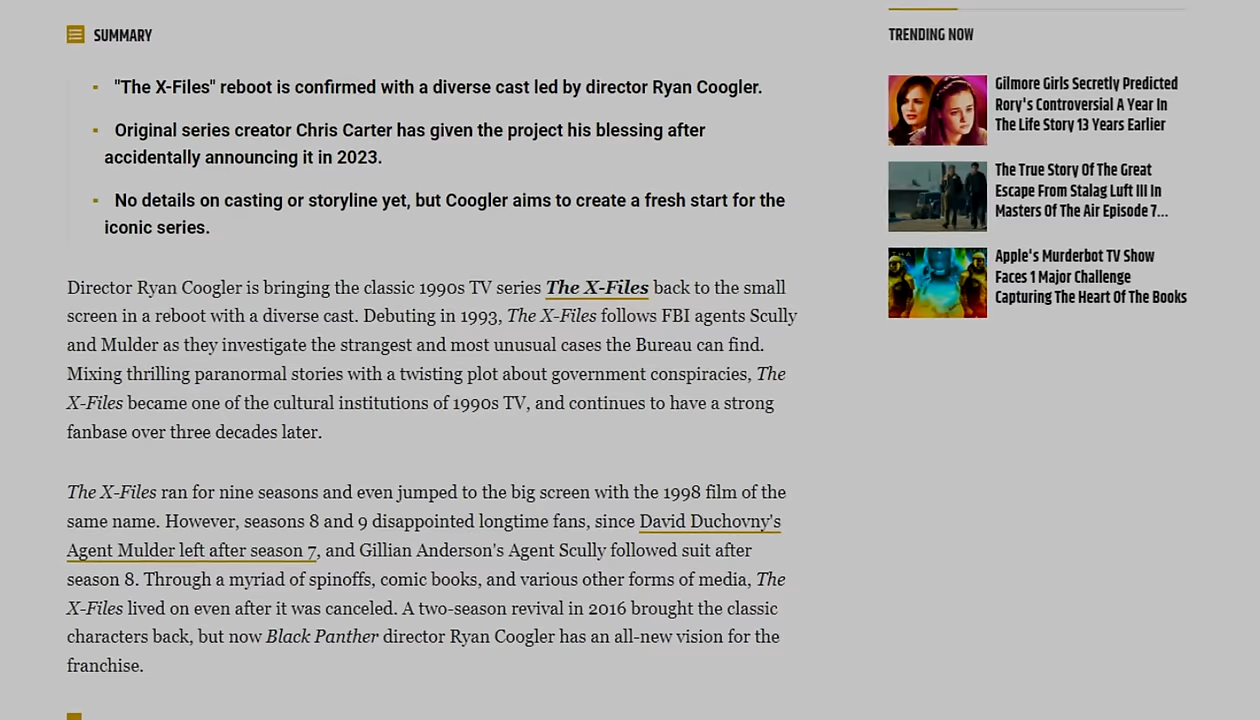 SUMMARY
"The X-Files" reboot is confirmed with a diverse cast led by director Ryan Coogler.
Original series creator Chris Carter has given the project his blessing after
accidentally announcing it in 2023.
No details on casting or storyline yet, but Coogler aims to create a fresh start for the
iconic series.
Director Ryan Coogler is bringing the classic 1990s TV series The X-Files back to the small
screen in a reboot with a diverse cast. Debuting in 1993, The X-Files follows FBI agents Scully
and Mulder as they investigate the strangest and most unusual cases the Bureau can find.
Mixing thrilling paranormal stories with a twisting plot about government conspiracies, The
X-Files became one of the cultural institutions of 1990s TV, and continues to have a strong
fanbase over three decades later.
The X-Files ran for nine seasons and even jumped to the big screen with the 1998 film of the
same name. However, seasons 8 and 9 disappointed longtime fans, since David Duchovny's
Agent Mulder left after season 7, and Gillian Anderson's Agent Scully followed suit after
season 8. Through a myriad of spinoffs, comic books, and various other forms of media, The
X-Files lived on even after it was canceled. A two-season revival in 2016 brought the classic
characters back, but now Black Panther director Ryan Coogler has an all-new vision for the
franchise.
TRENDING NOW
Gilmore Girls Secretly Predicted
Rory's Controversial A Year In
The Life Story 13 Years Earlier
The True Story Of The Great
Escape From Stalag Luft III In
Masters Of The Air Episode 7...
Apple's Murderbot TV Show
Faces 1 Major Challenge
Capturing The Heart Of The Books